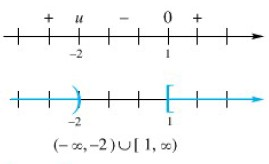 + u − 0 +
−2 1
) [
−2 1
(− ∞,−2 ) ∪ [ 1, ∞)